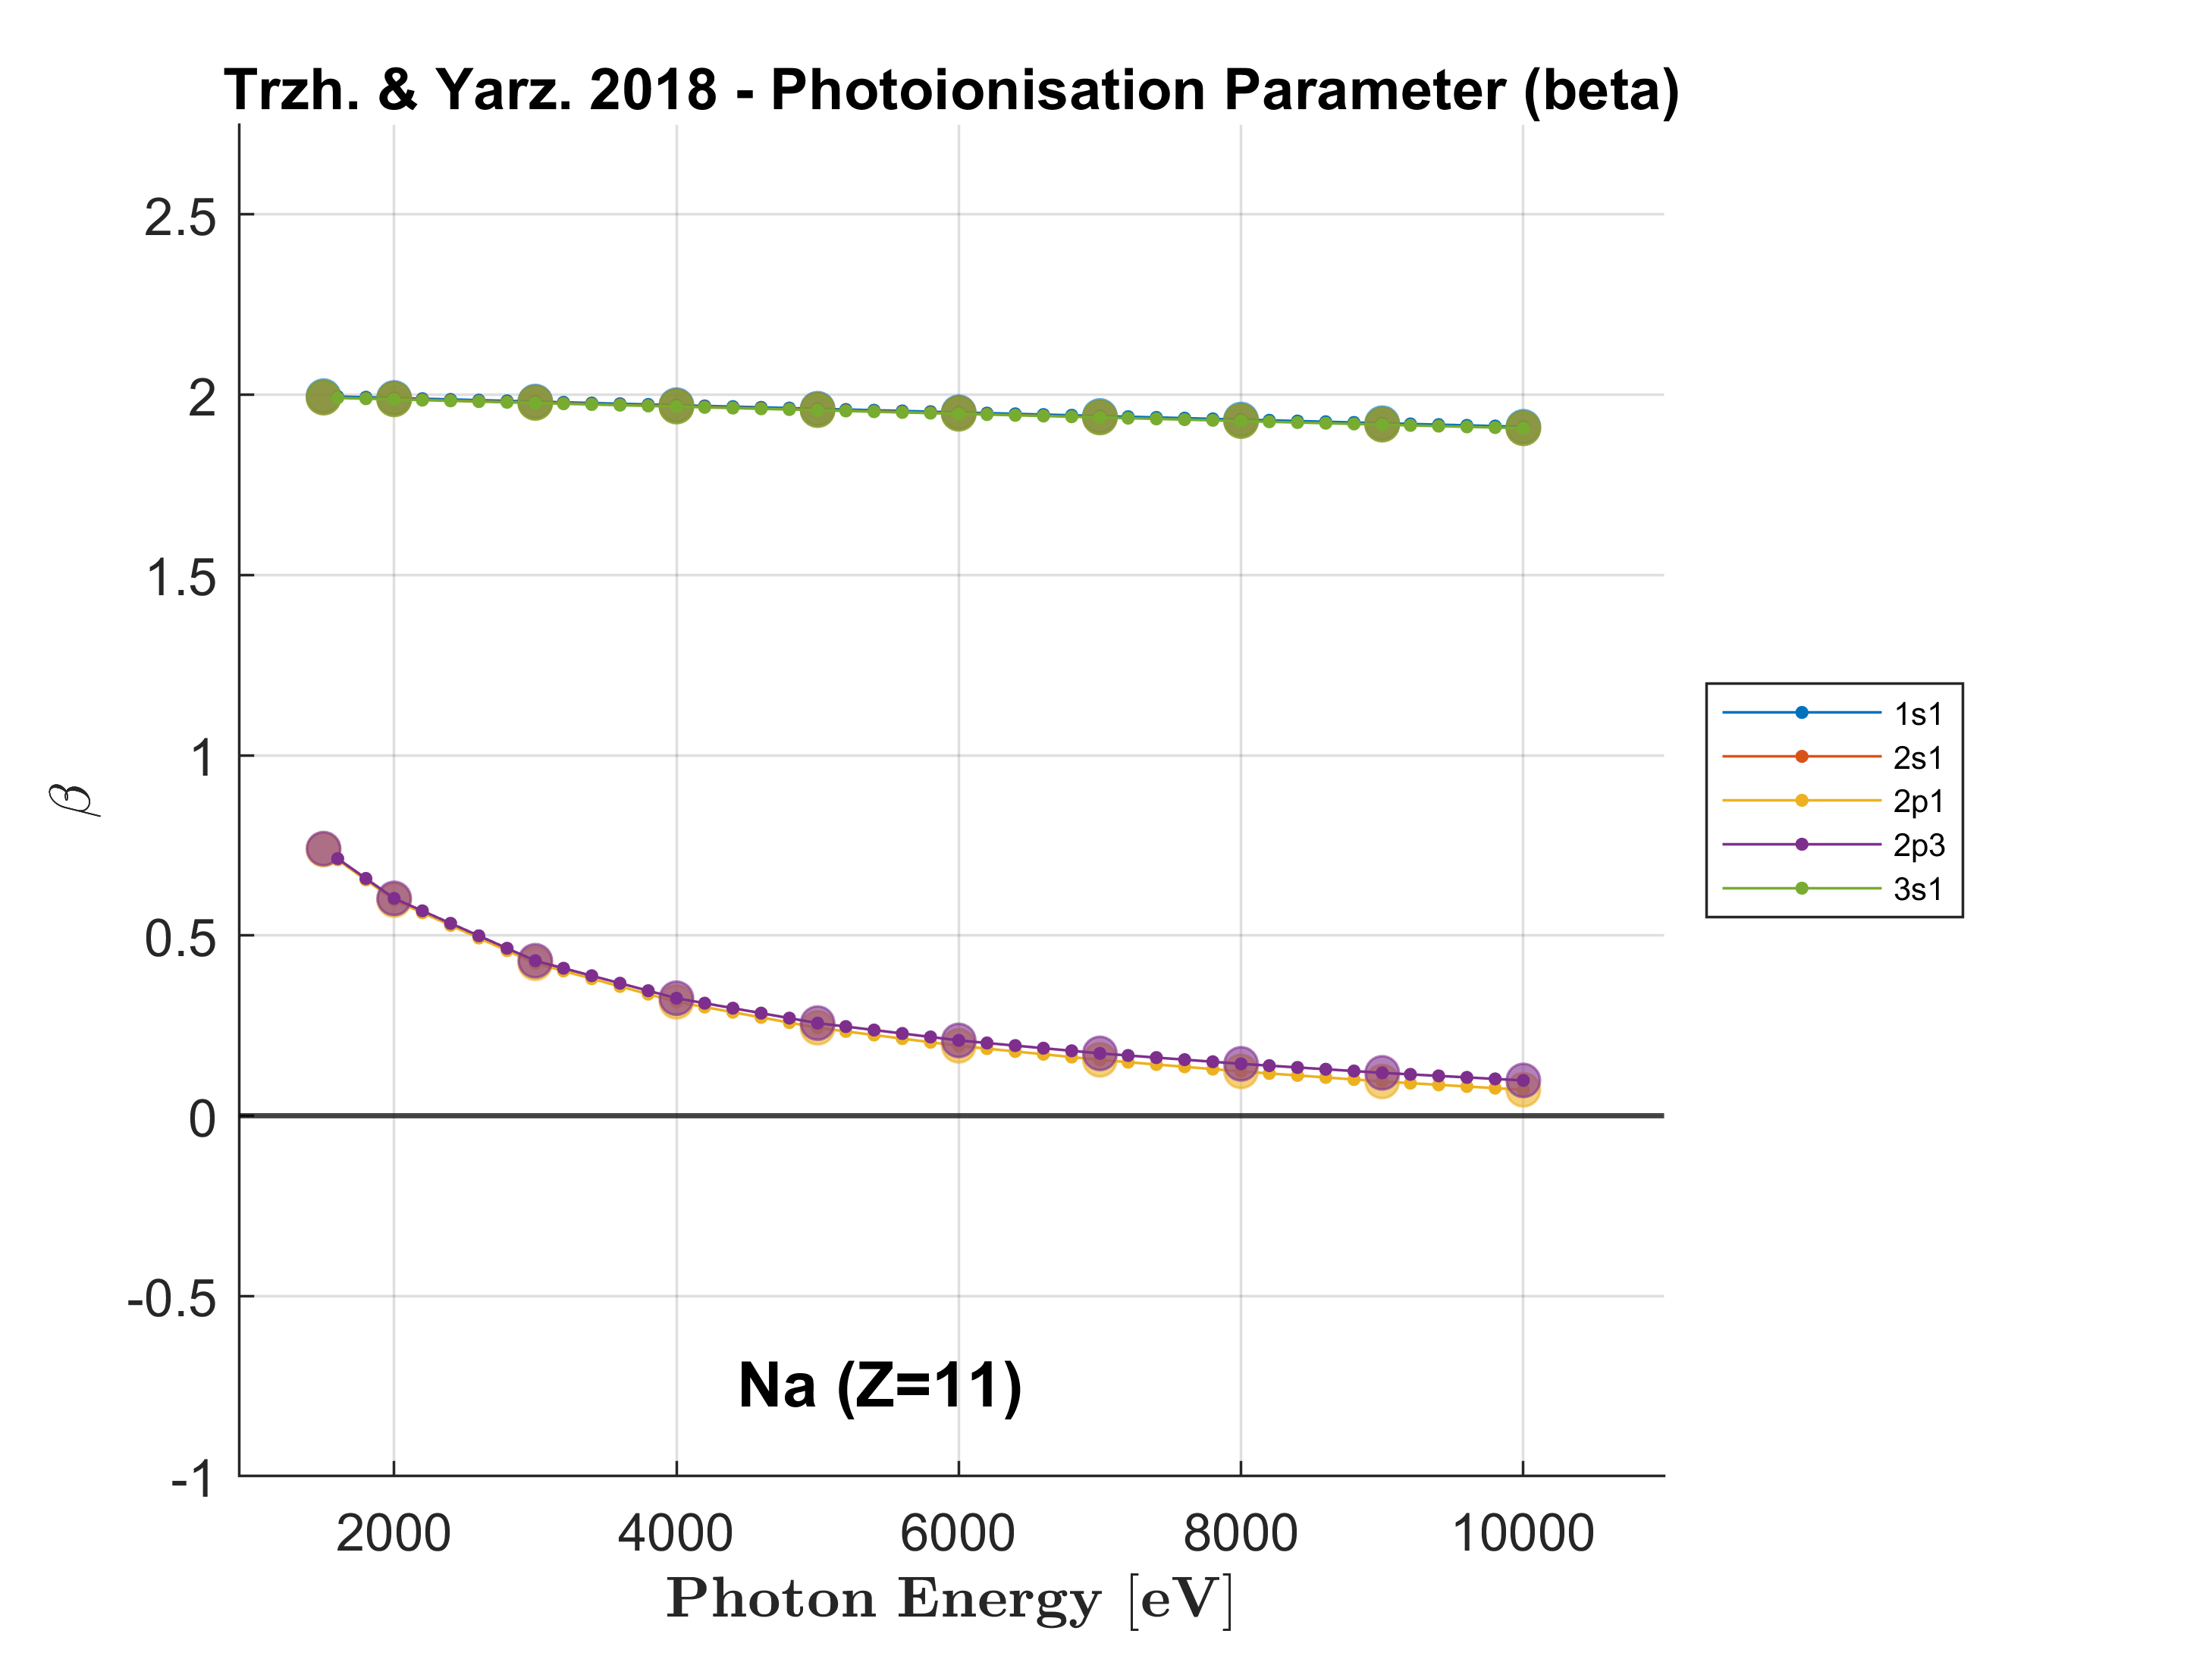 Trzh. & Yarz. 2018 - Photoionisation Parameter (beta)
2.5
2
1.5
1
0.5
0
-0.5
-1
β
1s1
2s1
2p1
2p3
3s1
Na (Z=11)
2000 4000 6000 8000 10000
Photon Energy [eV]